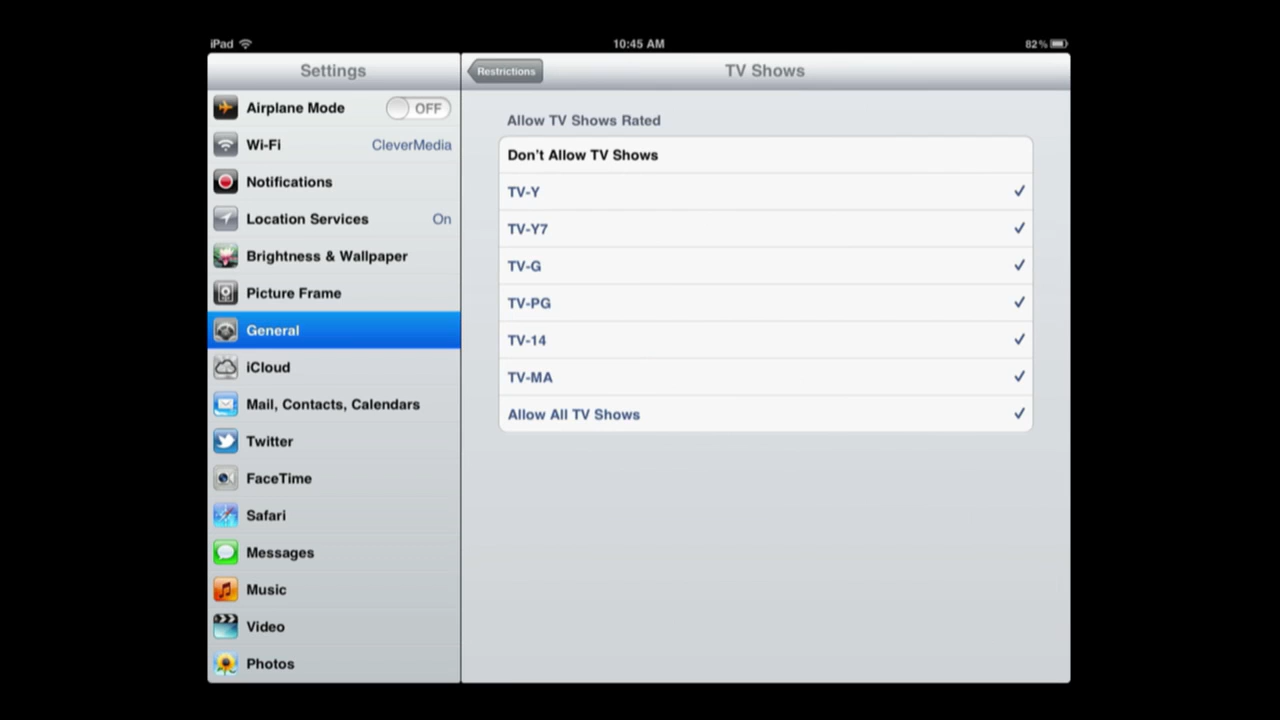 iPad
10:45 AM
82%
Settings
Airplane Mode
OFF
Wi-Fi
CleverMedia
Notifications
Location Services
On
Brightness & Wallpaper
Picture Frame
General
iCloud
Mail, Contacts, Calendars
Twitter
FaceTime
Safari
Messages
Music
Video
Photos
Restrictions
TV Shows
Allow TV Shows Rated
Don't Allow TV Shows
TV-Y
TV-Y7
TV-G
TV-PG
TV-14
TV-MA
Allow All TV Shows